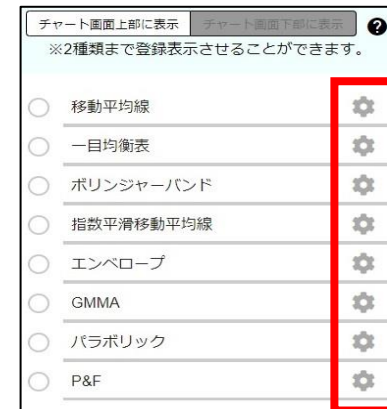 チャート画面上部に表示 チャート画面下部に表示 ?
※2種類まで登録表示させることができます。
移動平均線
一目均衡表
ボリンジャーバンド
指数平滑移動平均線
エンベロープ
GMMA
パラボリック
P&F